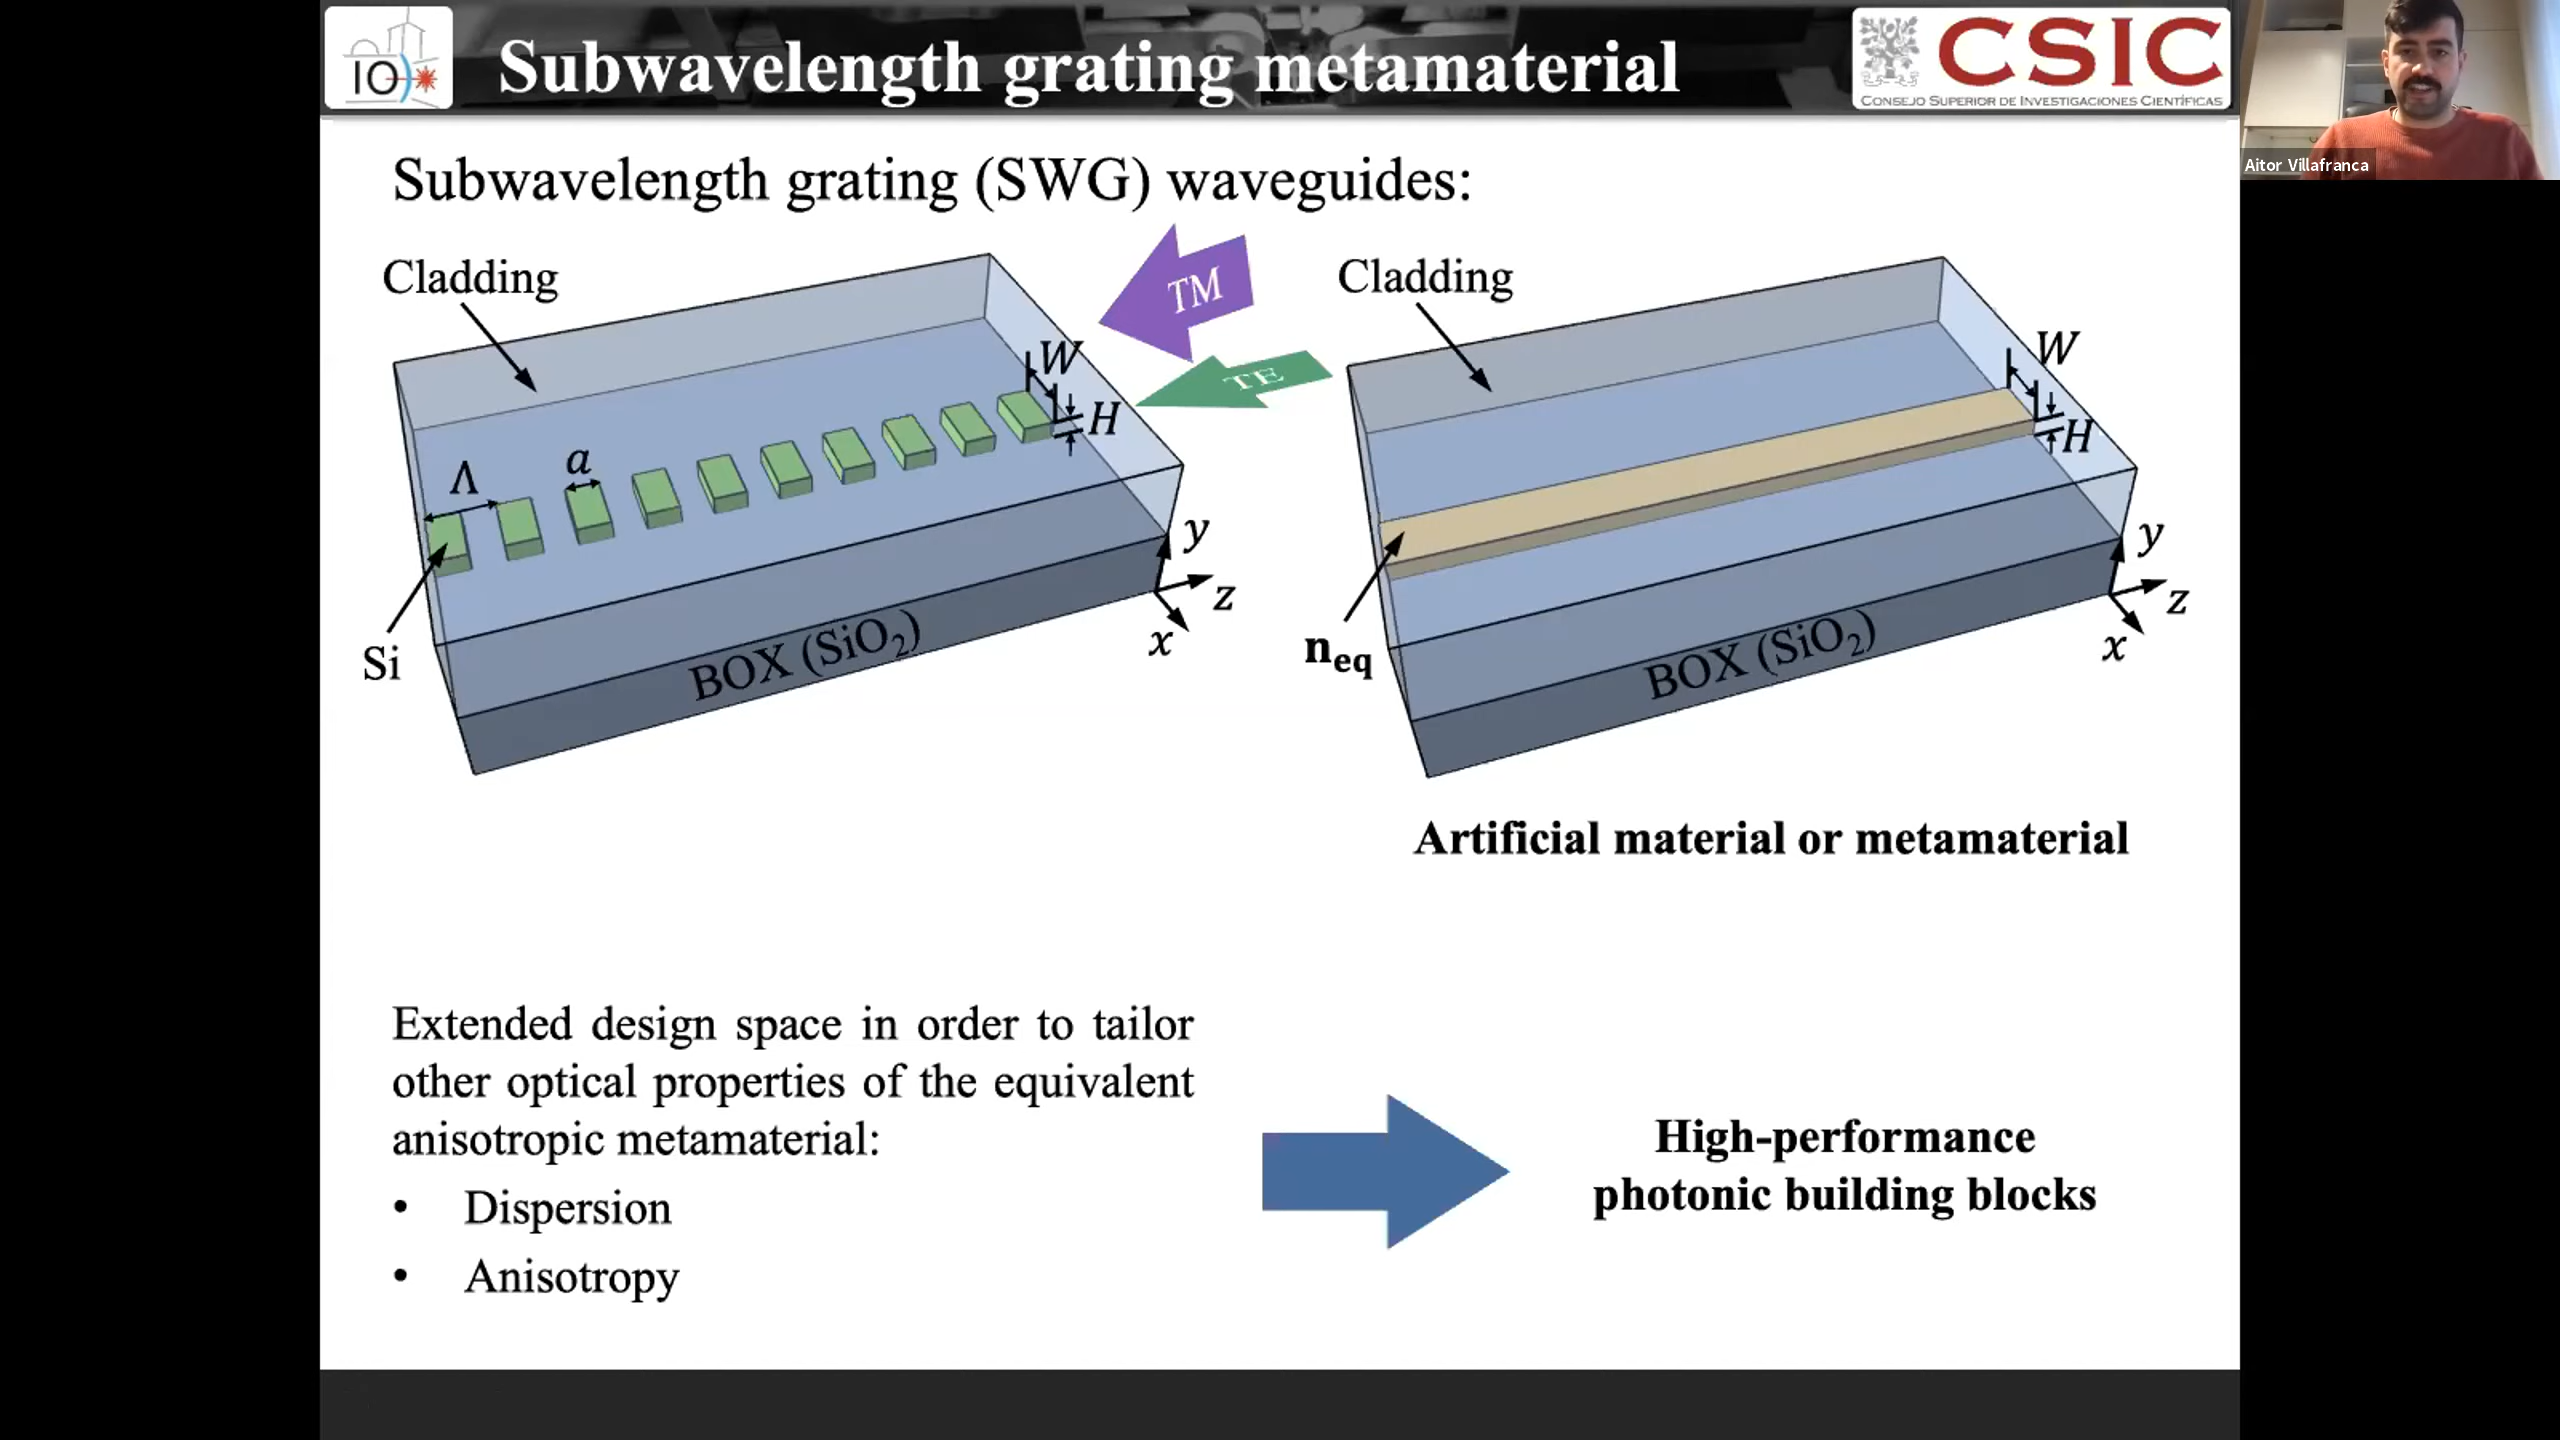 IO
Subwavelength grating metamaterial
CSIC
CONSEJO SUPERIOR DE INVESTIGACIONES CIENTÍFICAS
Aitor Villafranca
Subwavelength grating (SWG) waveguides:
Cladding
TM
TE
W
H
Λ
a
Si
BOX (SiO₂)
y
z
x
Cladding
W
H
n_eq
BOX (SiO₂)
y
z
x
Artificial material or metamaterial
Extended design space in order to tailor
other optical properties of the equivalent
anisotropic metamaterial:
• Dispersion
• Anisotropy
High-performance
photonic building blocks